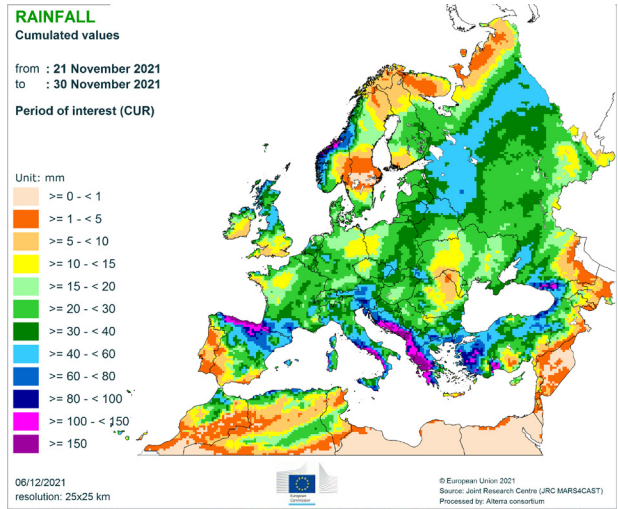 RAINFALL
Cumulated values
from : 21 November 2021
to : 30 November 2021
Period of interest (CUR)
Unit: mm
>= 0 - < 1
>= 1 - < 5
>= 5 - < 10
>= 10 - < 15
>= 15 - < 20
>= 20 - < 30
>= 30 - < 40
>= 40 - < 60
>= 60 - < 80
>= 80 - < 100
>= 100 - < 150
>= 150
06/12/2021
resolution: 25x25 km
European
Commission
© European Union 2021
Source: Joint Research Centre (JRC MARS4CAST)
Processed by: Alterra consortium